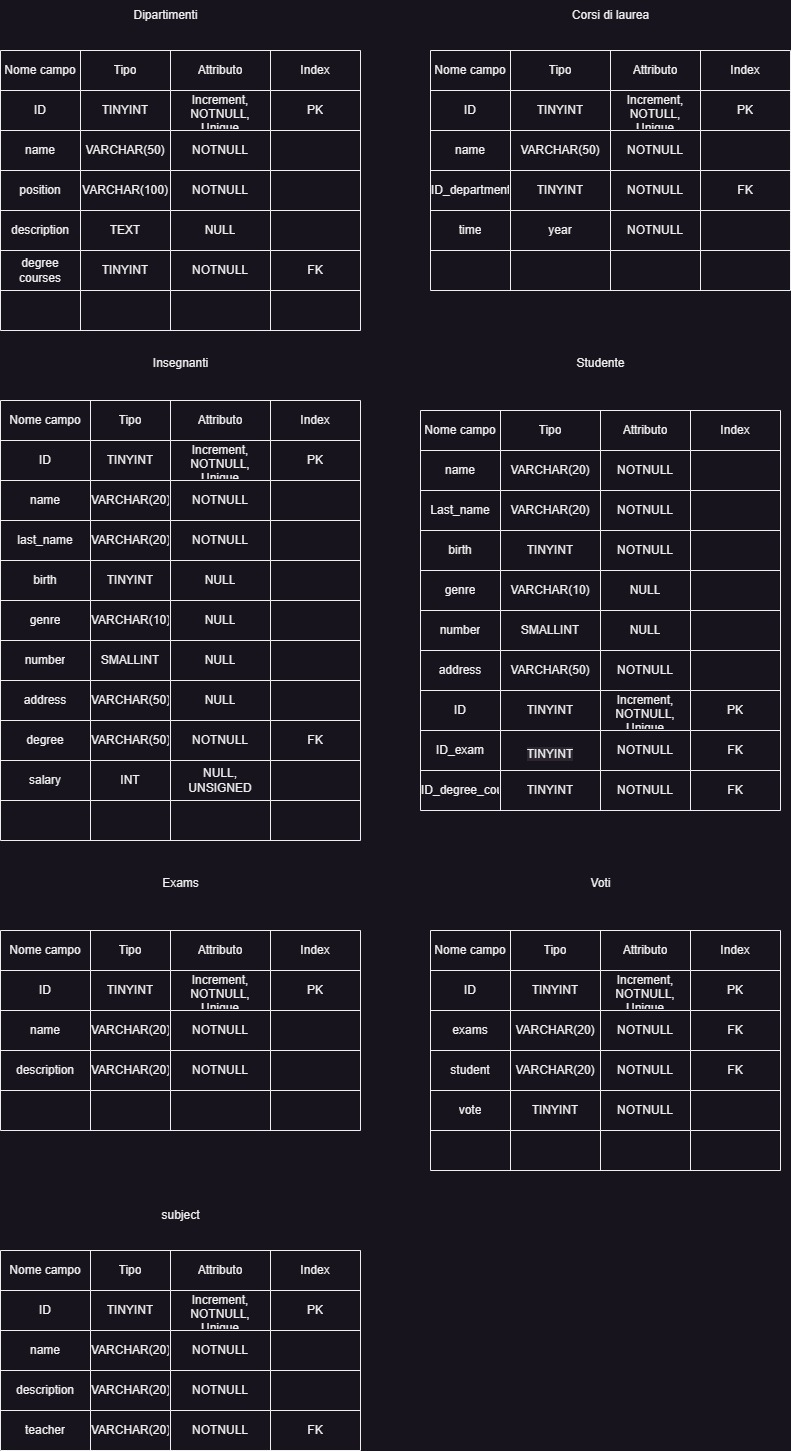 Dipartimenti
Nome campo Tipo Attributo Index
ID TINYINT Increment, NOTNULL, Unique PK
name VARCHAR(50) NOTNULL
position VARCHAR(100) NOTNULL
description TEXT NULL
degree courses TINYINT NOTNULL FK
Corsi di laurea
Nome campo Tipo Attributo Index
ID TINYINT Increment, NOTULL, Unique PK
name VARCHAR(50) NOTNULL
ID_department TINYINT NOTNULL FK
time year NOTNULL
Insegnanti
Nome campo Tipo Attributo Index
ID TINYINT Increment, NOTNULL, Unique PK
name VARCHAR(20) NOTNULL
last_name VARCHAR(20) NOTNULL
birth TINYINT NULL
genre VARCHAR(10) NULL
number SMALLINT NULL
address VARCHAR(50) NULL
degree VARCHAR(50) NOTNULL FK
salary INT NULL, UNSIGNED
Studente
Nome campo Tipo Attributo Index
name VARCHAR(20) NOTNULL
Last_name VARCHAR(20) NOTNULL
birth TINYINT NOTNULL
genre VARCHAR(10) NULL
number SMALLINT NULL
address VARCHAR(50) NOTNULL
ID TINYINT Increment, NOTNULL, Unique PK
ID_exam TINYINT NOTNULL FK
ID_degree_cou TINYINT NOTNULL FK
Exams
Nome campo Tipo Attributo Index
ID TINYINT Increment, NOTNULL, Unique PK
name VARCHAR(20) NOTNULL
description VARCHAR(20) NOTNULL
Voti
Nome campo Tipo Attributo Index
ID TINYINT Increment, NOTNULL, Unique PK
exams VARCHAR(20) NOTNULL FK
student VARCHAR(20) NOTNULL FK
vote TINYINT NOTNULL
subject
Nome campo Tipo Attributo Index
ID TINYINT Increment, NOTNULL, Unique PK
name VARCHAR(20) NOTNULL
description VARCHAR(20) NOTNULL
teacher VARCHAR(20) NOTNULL FK